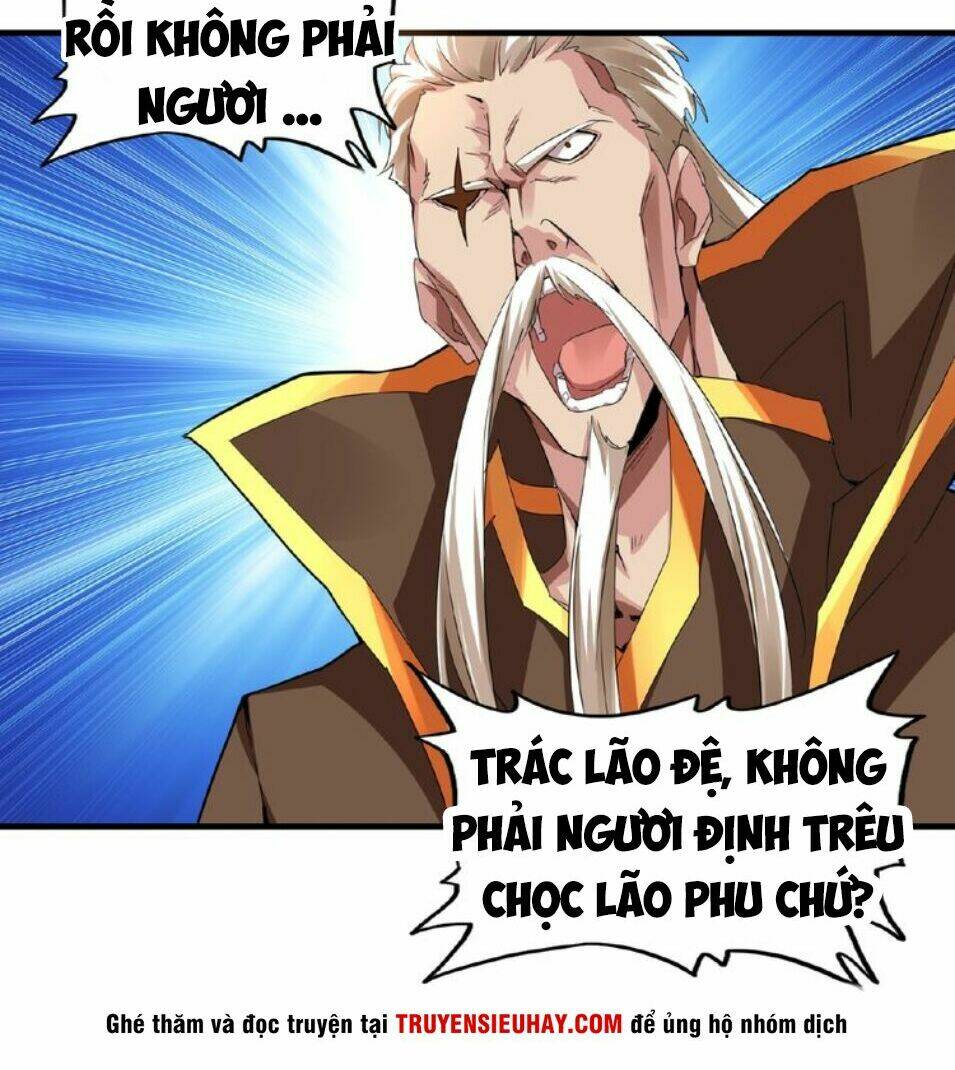 RỒI KHÔNG PHẢI
NGƯƠI ...
TRÁC LÃO ĐỆ, KHÔNG
PHẢI NGƯƠI ĐỊNH TRÊU
CHỌC LÃO PHU CHỨ?
Ghé thăm và đọc truyện tại TRUYENSIEUHAY.COM để ủng hộ nhóm dịch